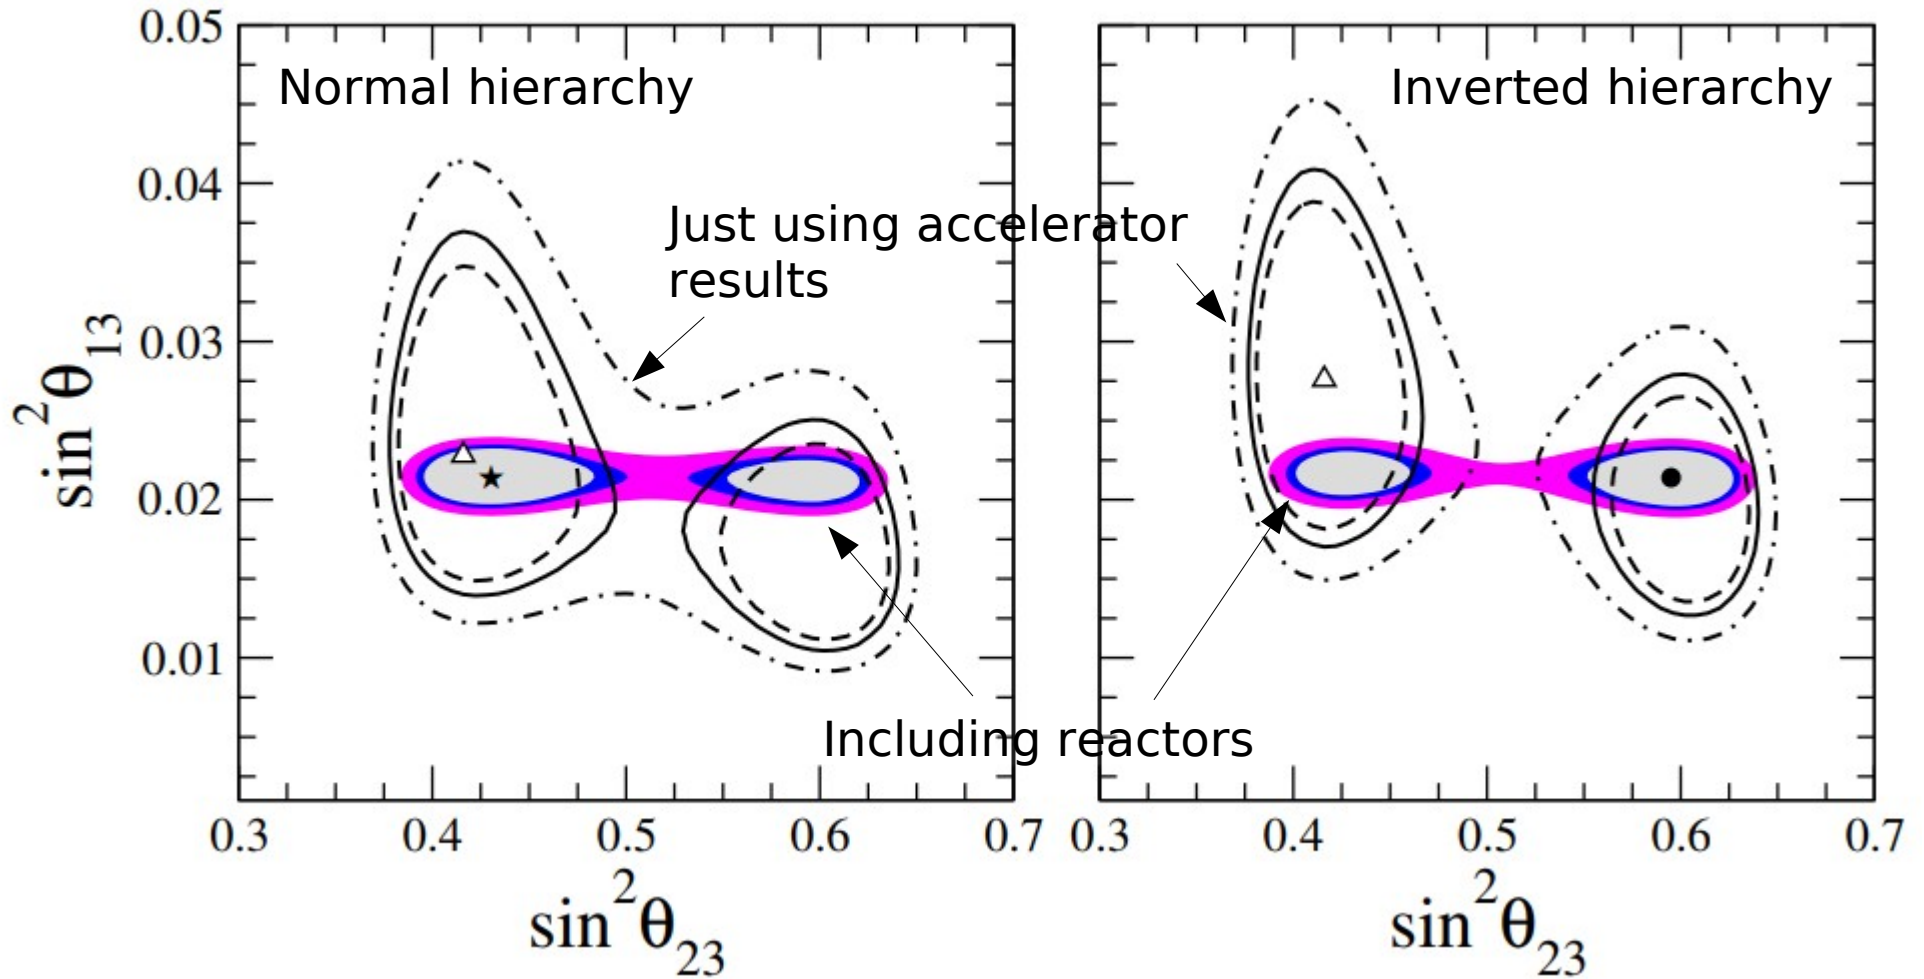 0.05
0.04
0.03
0.02
0.01
sin²θ₁₃
Normal hierarchy
Inverted hierarchy
Just using accelerator
results
Including reactors
0.3 0.4 0.5 0.6 0.7
0.3 0.4 0.5 0.6 0.7
sin²θ₂₃
sin²θ₂₃